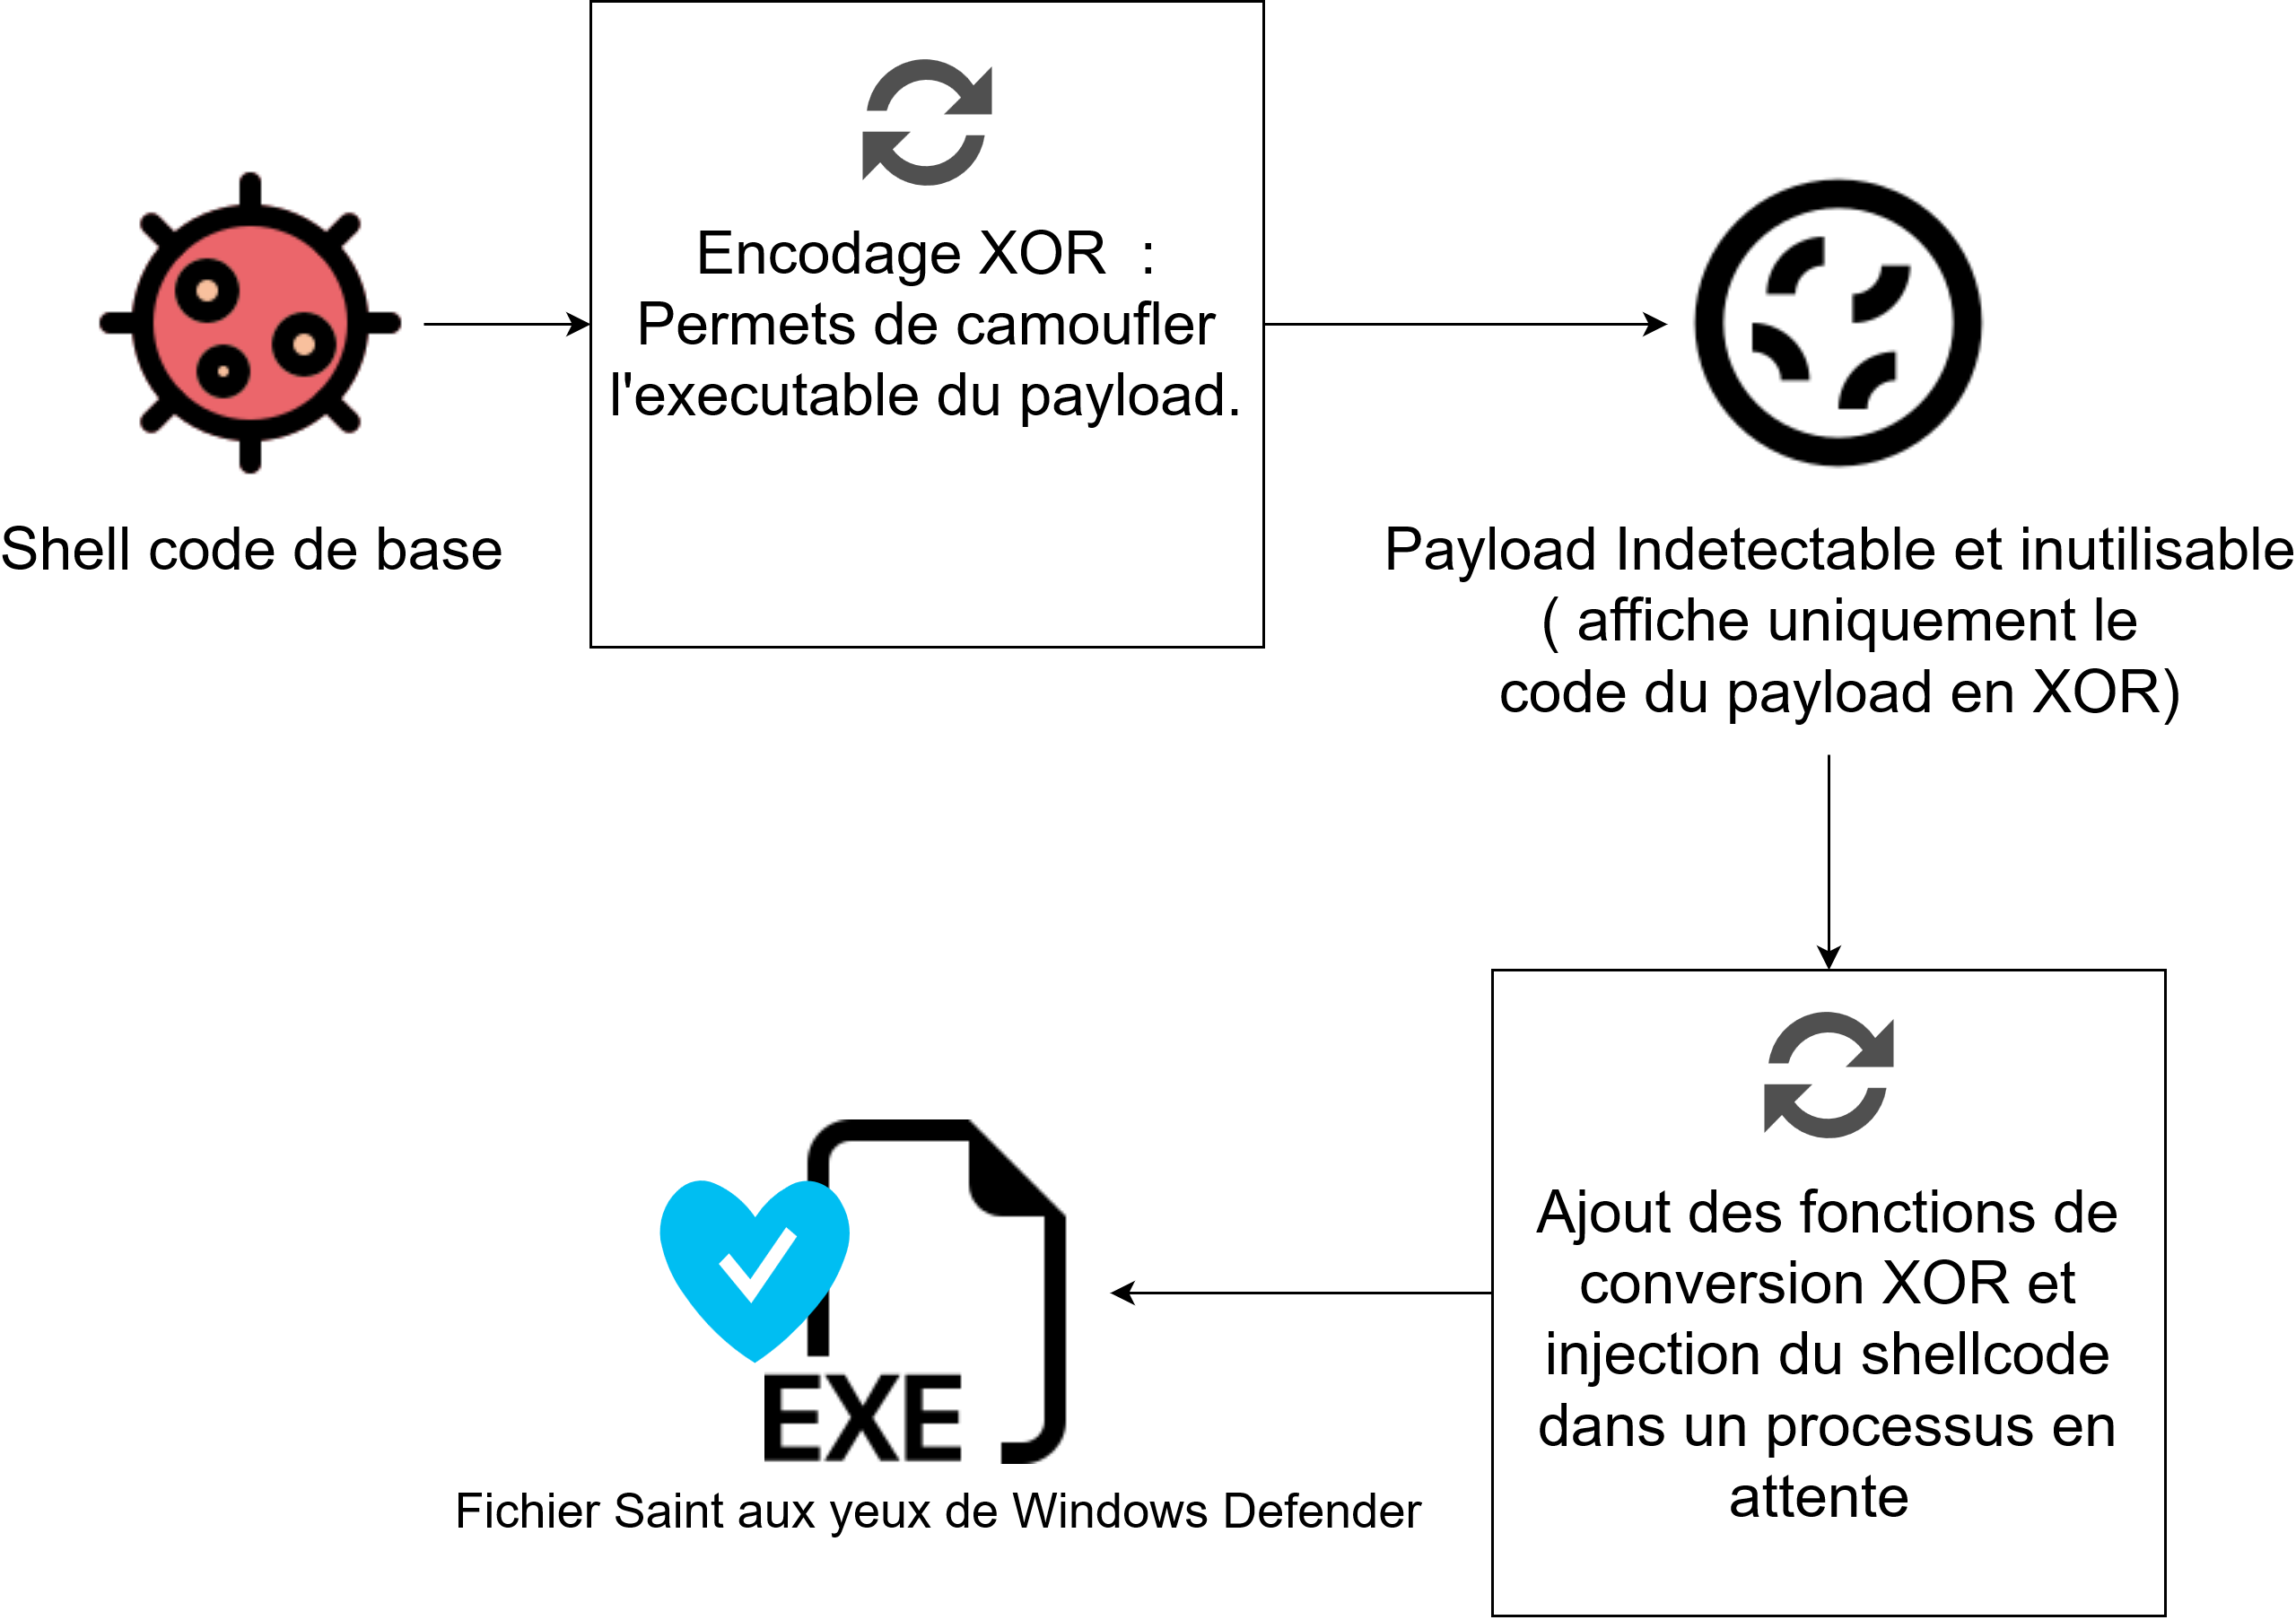 Encodage XOR :
Permets de camoufler
l'executable du payload.
Shell code de base
Payload Indetectable et inutilisable
( affiche uniquement le
code du payload en XOR)
Ajout des fonctions de
conversion XOR et
injection du shellcode
dans un processus en
attente
EXE
Fichier Saint aux yeux de Windows Defender